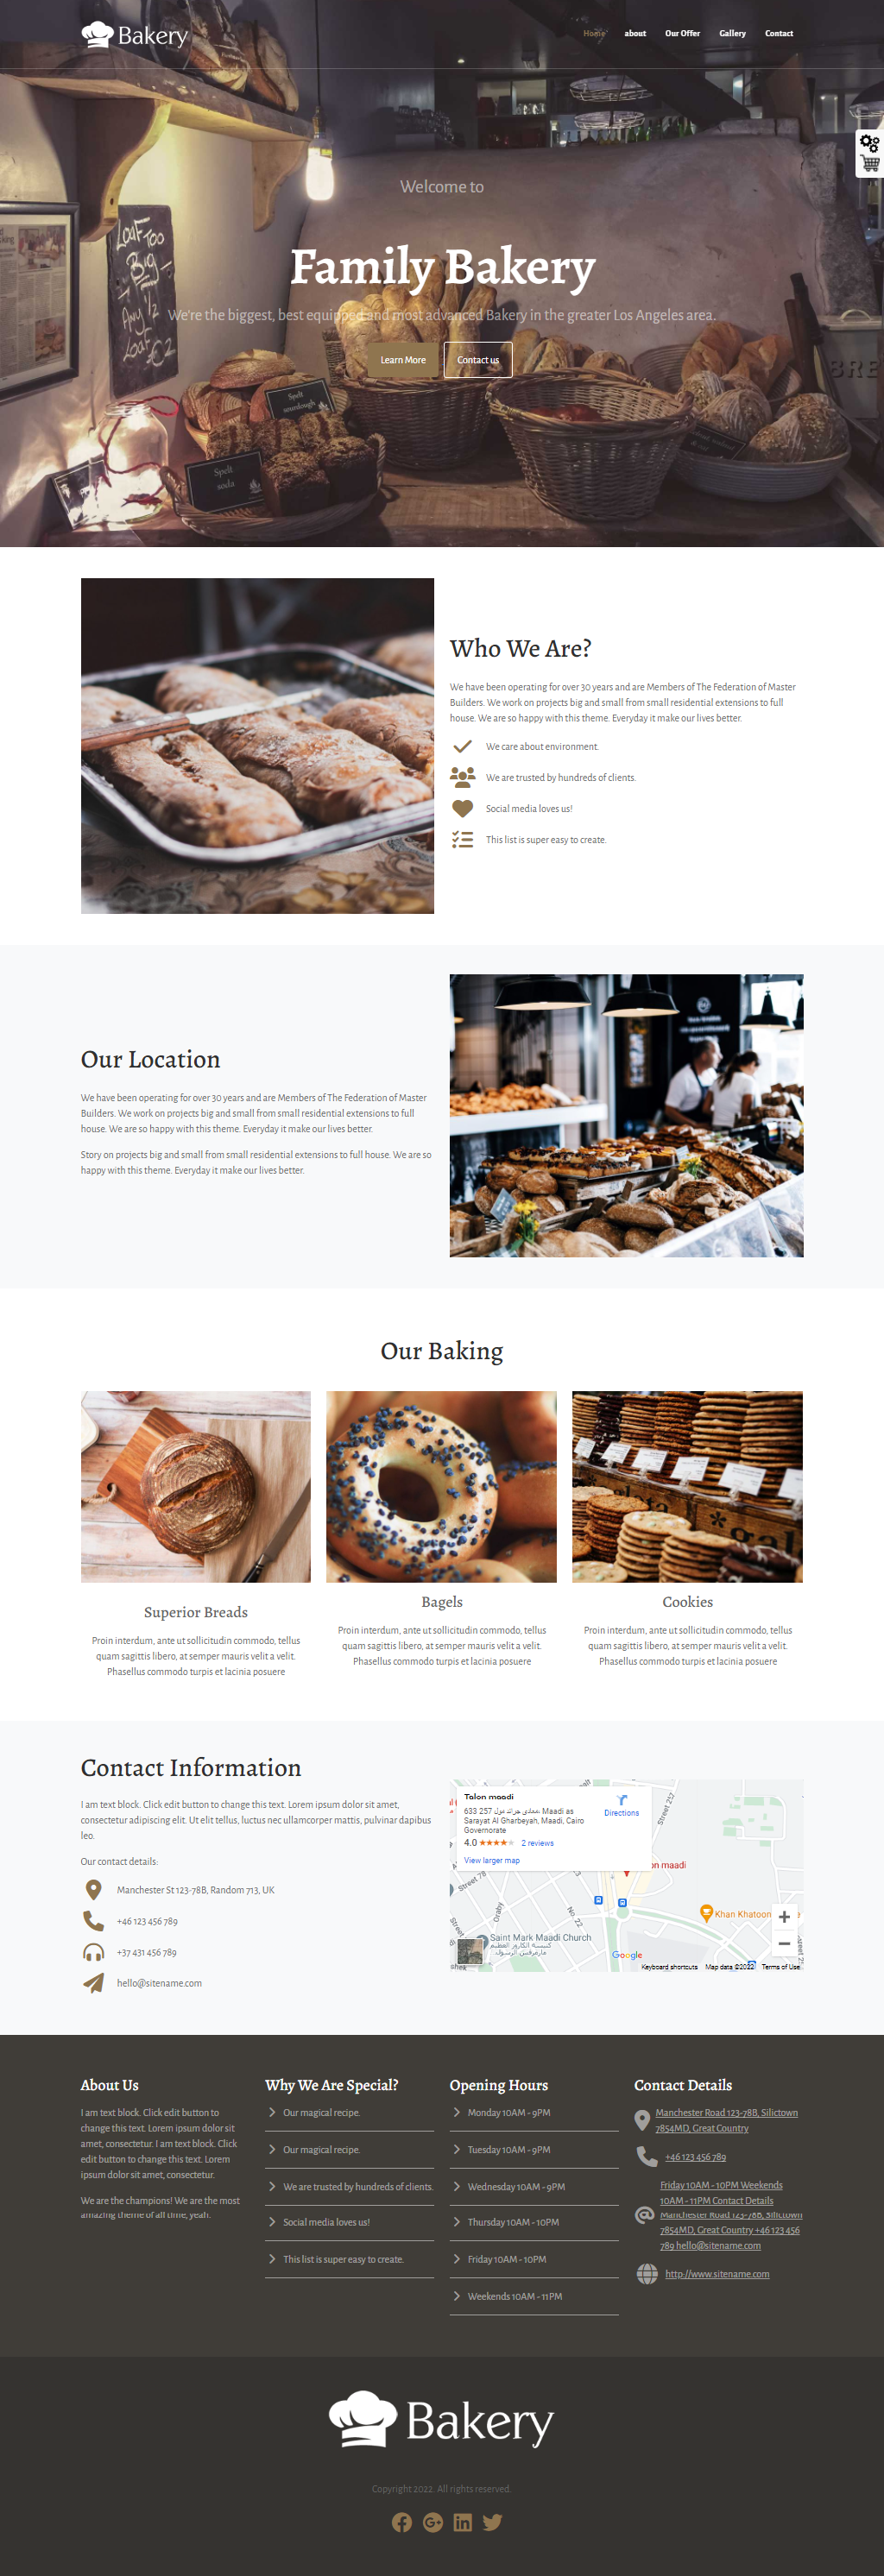 Bakery
Home
about
Our Offer
Gallery
Contact
Welcome to
Loaf Too
Big
Any 1/2
Loaf
Family Bakery
We're the biggest, best equipped and most advanced Bakery in the greater Los Angeles area.
Learn More
Contact us
BRE
Spelt
sourdough
Spelt
soda
Who We Are?
We have been operating for over 30 years and are Members of The Federation of Master
Builders. We work on projects big and small from small residential extensions to full
house. We are so happy with this theme. Everyday it make our lives better.
We care about environment.
We are trusted by hundreds of clients.
Social media loves us!
This list is super easy to create.
Our Location
We have been operating for over 30 years and are Members of The Federation of Master
Builders. We work on projects big and small from small residential extensions to full
house. We are so happy with this theme. Everyday it make our lives better.
Story on projects big and small from small residential extensions to full house. We are so
happy with this theme. Everyday it make our lives better.
Our Baking
Superior Breads
Proin interdum, ante ut sollicitudin commodo, tellus
quam sagittis libero, at semper mauris velit a velit.
Phasellus commodo turpis et lacinia posuere
Bagels
Proin interdum, ante ut sollicitudin commodo, tellus
quam sagittis libero, at semper mauris velit a velit.
Phasellus commodo turpis et lacinia posuere
Cookies
Proin interdum, ante ut sollicitudin commodo, tellus
quam sagittis libero, at semper mauris velit a velit.
Phasellus commodo turpis et lacinia posuere
Contact Information
I am text block. Click edit button to change this text. Lorem ipsum dolor sit amet,
consectetur adipiscing elit. Ut elit tellus, luctus nec ullamcorper mattis, pulvinar dapibus
leo.
Our contact details:
Manchester St 123-78B, Random 713, UK
+46 123 456 789
+37 431 456 789
hello@sitename.com
Talon maadi
633 257 Maadi as
Sarayat Al Gharbeyah, Maadi, Cairo
Governorate
4.0 ★★★★★ 2 reviews
View larger map
Directions
Street 212
on maadi
Street 78
Oraby
No. 22
Khan Khatoon
Saint Mark Maadi Church
Google
Keyboard shortcuts
Map data ©2022
Terms of Use
About Us
I am text block. Click edit button to
change this text. Lorem ipsum dolor sit
amet, consectetur. I am text block. Click
edit button to change this text. Lorem
ipsum dolor sit amet, consectetur.
We are the champions! We are the most
amazing theme of all time, yeah.
Why We Are Special?
Our magical recipe.
Our magical recipe.
We are trusted by hundreds of clients.
Social media loves us!
This list is super easy to create.
Opening Hours
Monday 10AM - 9PM
Tuesday 10AM - 9PM
Wednesday 10AM - 9PM
Thursday 10AM - 10PM
Friday 10AM - 10PM
Weekends 10AM - 11PM
Contact Details
Manchester Road 123-78B, Silictown
7854MD, Great Country
+46 123 456 789
Friday 10AM - 10PM Weekends
10AM - 11PM Contact Details
Manchester Road 123-78B, Silictown
7854MD, Great Country +46 123 456
789 hello@sitename.com
http://www.sitename.com
Bakery
Copyright 2022. All rights reserved.